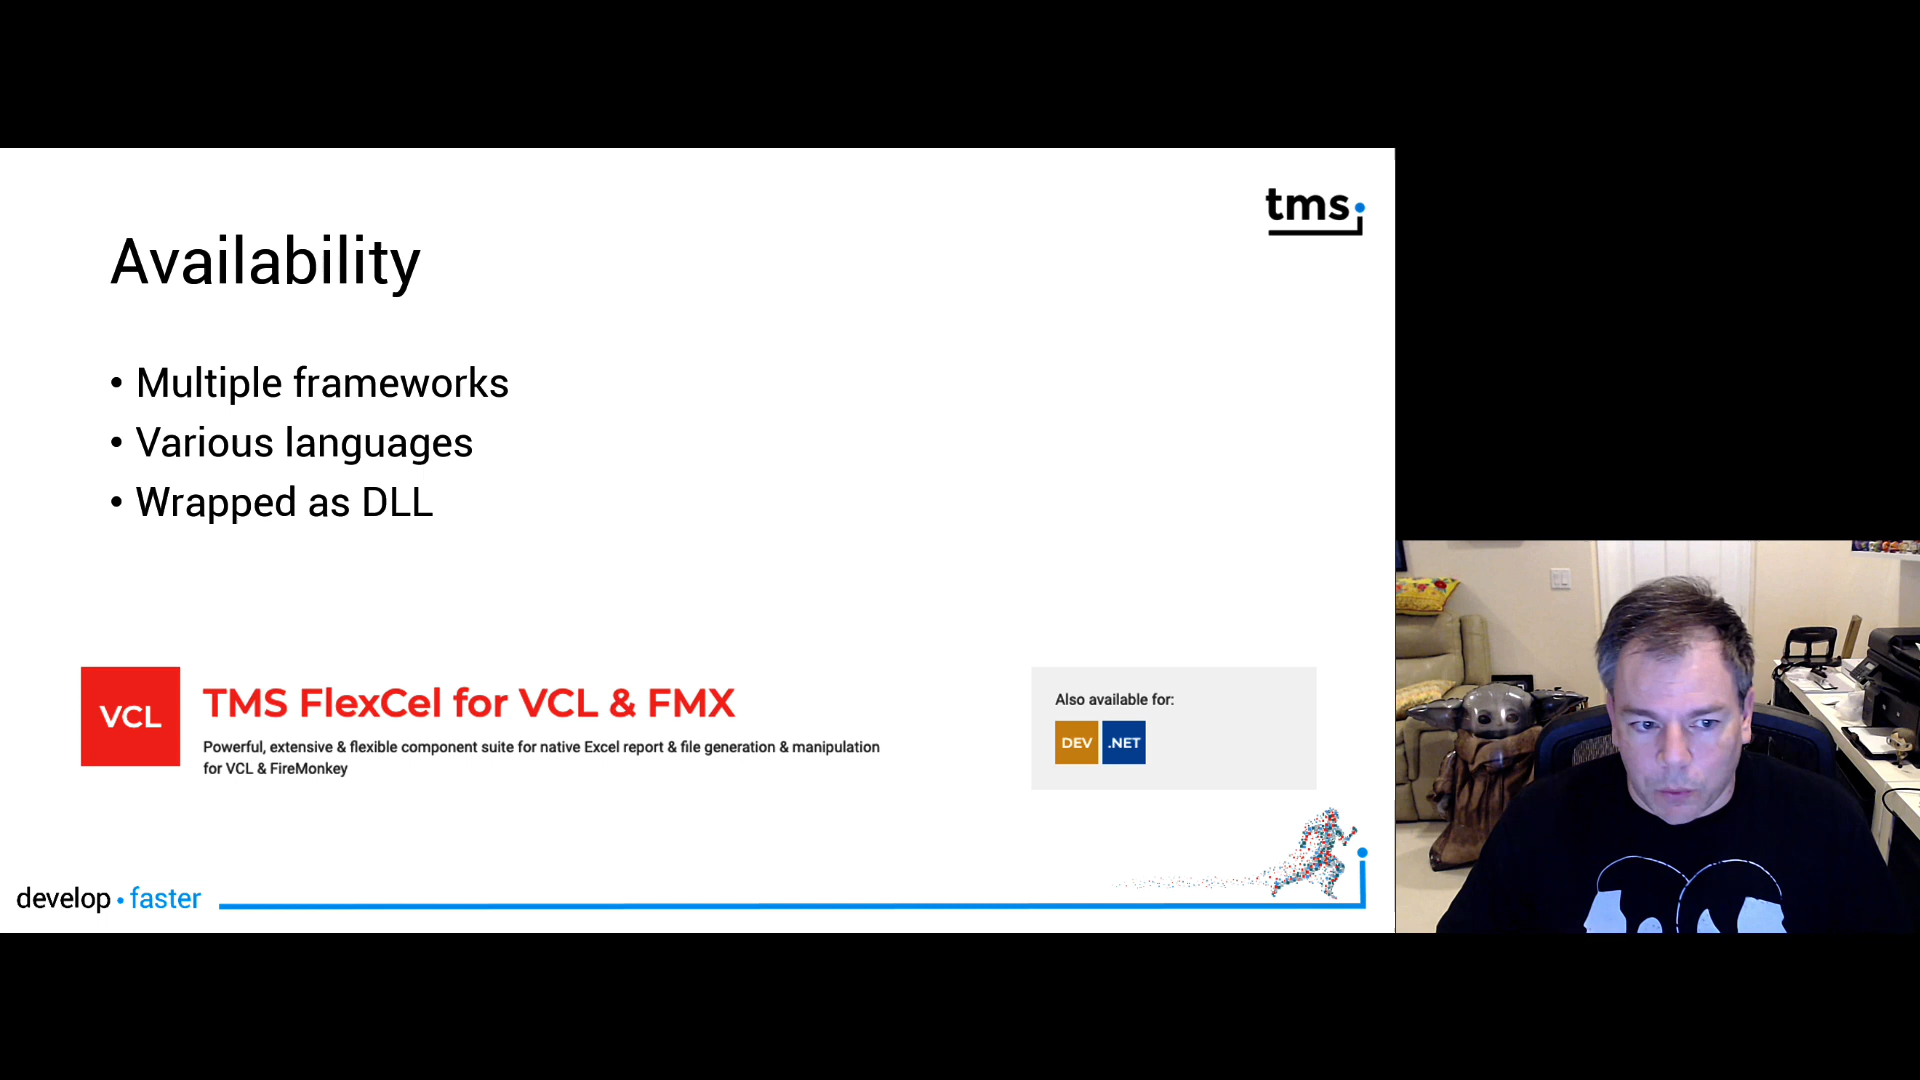 tms
Availability
• Multiple frameworks
• Various languages
• Wrapped as DLL
VCL
TMS FlexCel for VCL & FMX
Powerful, extensive & flexible component suite for native Excel report & file generation & manipulation
for VCL & FireMonkey
Also available for:
DEV .NET
develop • faster